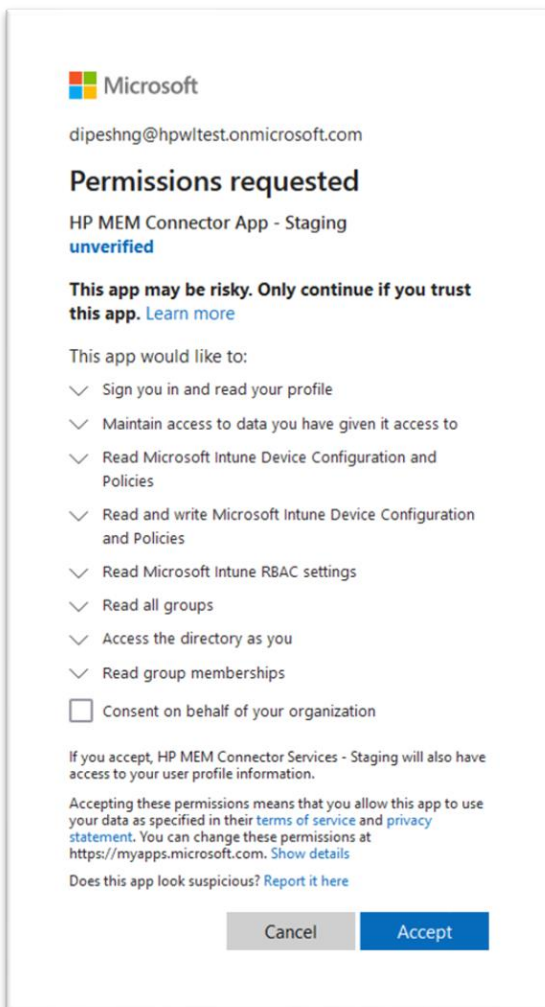 Microsoft
dipeshng@hpwltest.onmicrosoft.com
Permissions requested
HP MEM Connector App - Staging
unverified
This app may be risky. Only continue if you trust
this app. Learn more
This app would like to:
Sign you in and read your profile
Maintain access to data you have given it access to
Read Microsoft Intune Device Configuration and
Policies
Read and write Microsoft Intune Device Configuration
and Policies
Read Microsoft Intune RBAC settings
Read all groups
Access the directory as you
Read group memberships
Consent on behalf of your organization
If you accept, HP MEM Connector Services - Staging will also have
access to your user profile information.
Accepting these permissions means that you allow this app to use
your data as specified in their terms of service and privacy
statement. You can change these permissions at
https://myapps.microsoft.com. Show details
Does this app look suspicious? Report it here
Cancel Accept